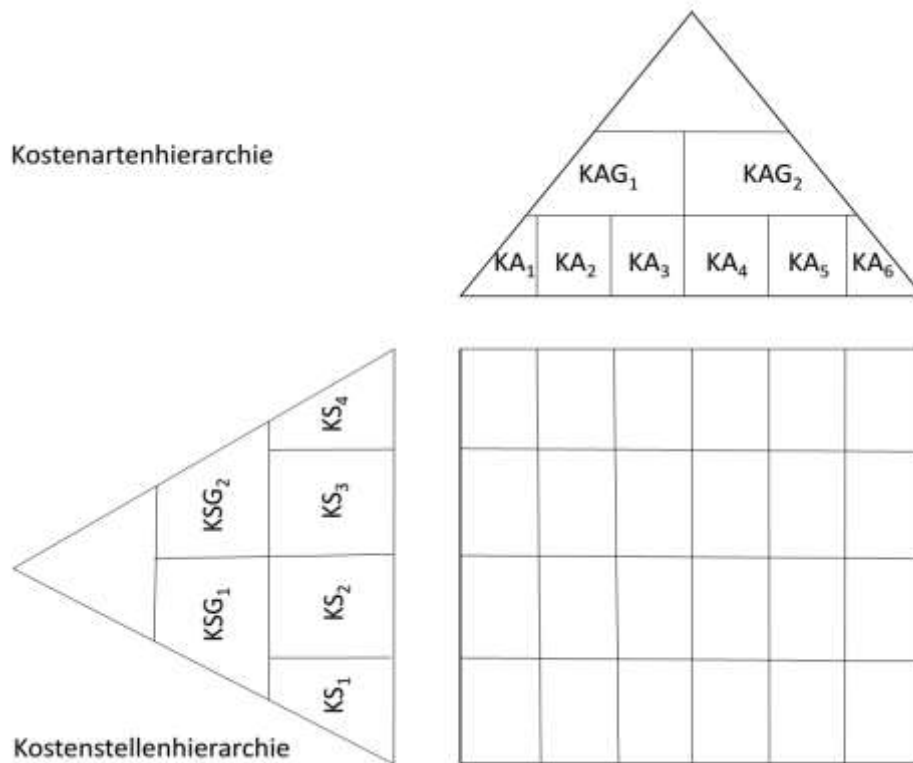 Kostenartenhierarchie
KAG₁ KAG₂
KA₁ KA₂ KA₃ KA₄ KA₅ KA₆
KS₄
KSG₂ KS₃
KSG₁ KS₂
KS₁
Kostenstellenhierarchie